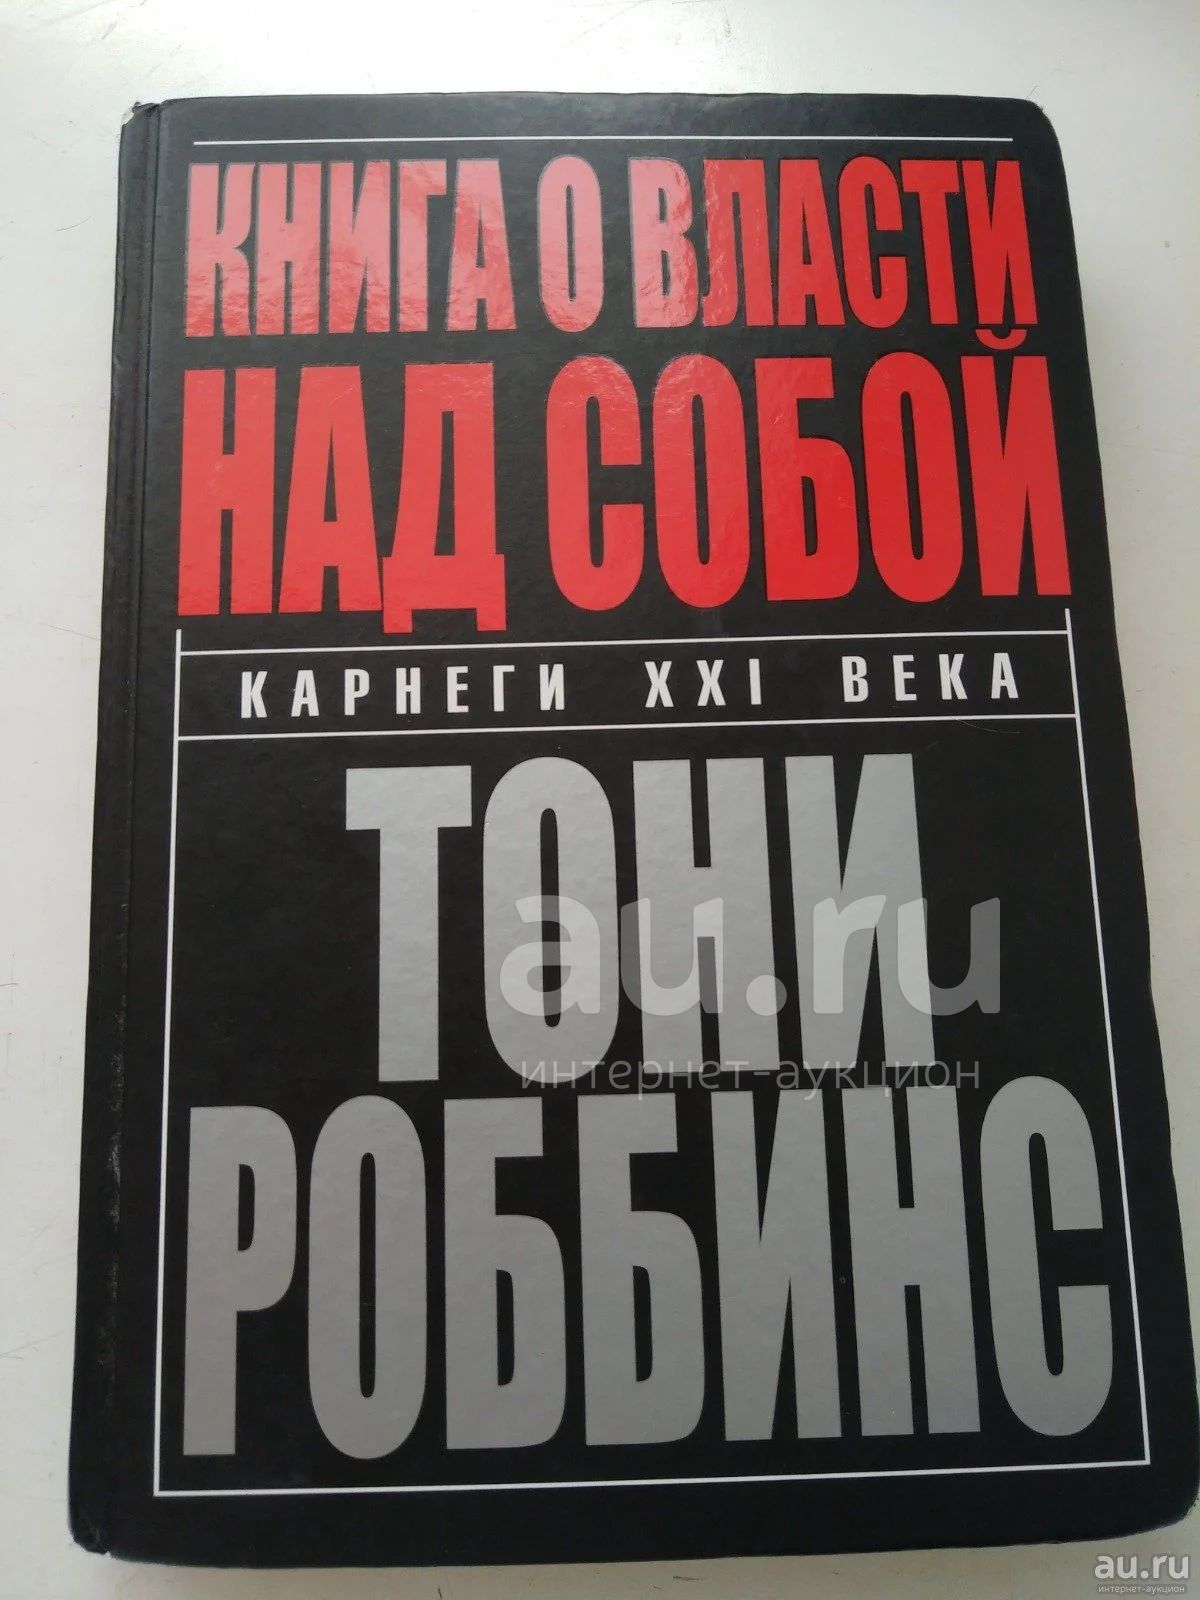 КНИГА О ВЛАСТИ
НАД СОБОЙ
КАРНЕГИ XXI ВЕКА
ТОНИ
au.ru
интернет-аукцион
РОББИНС
au.ru
интернет-аукцион